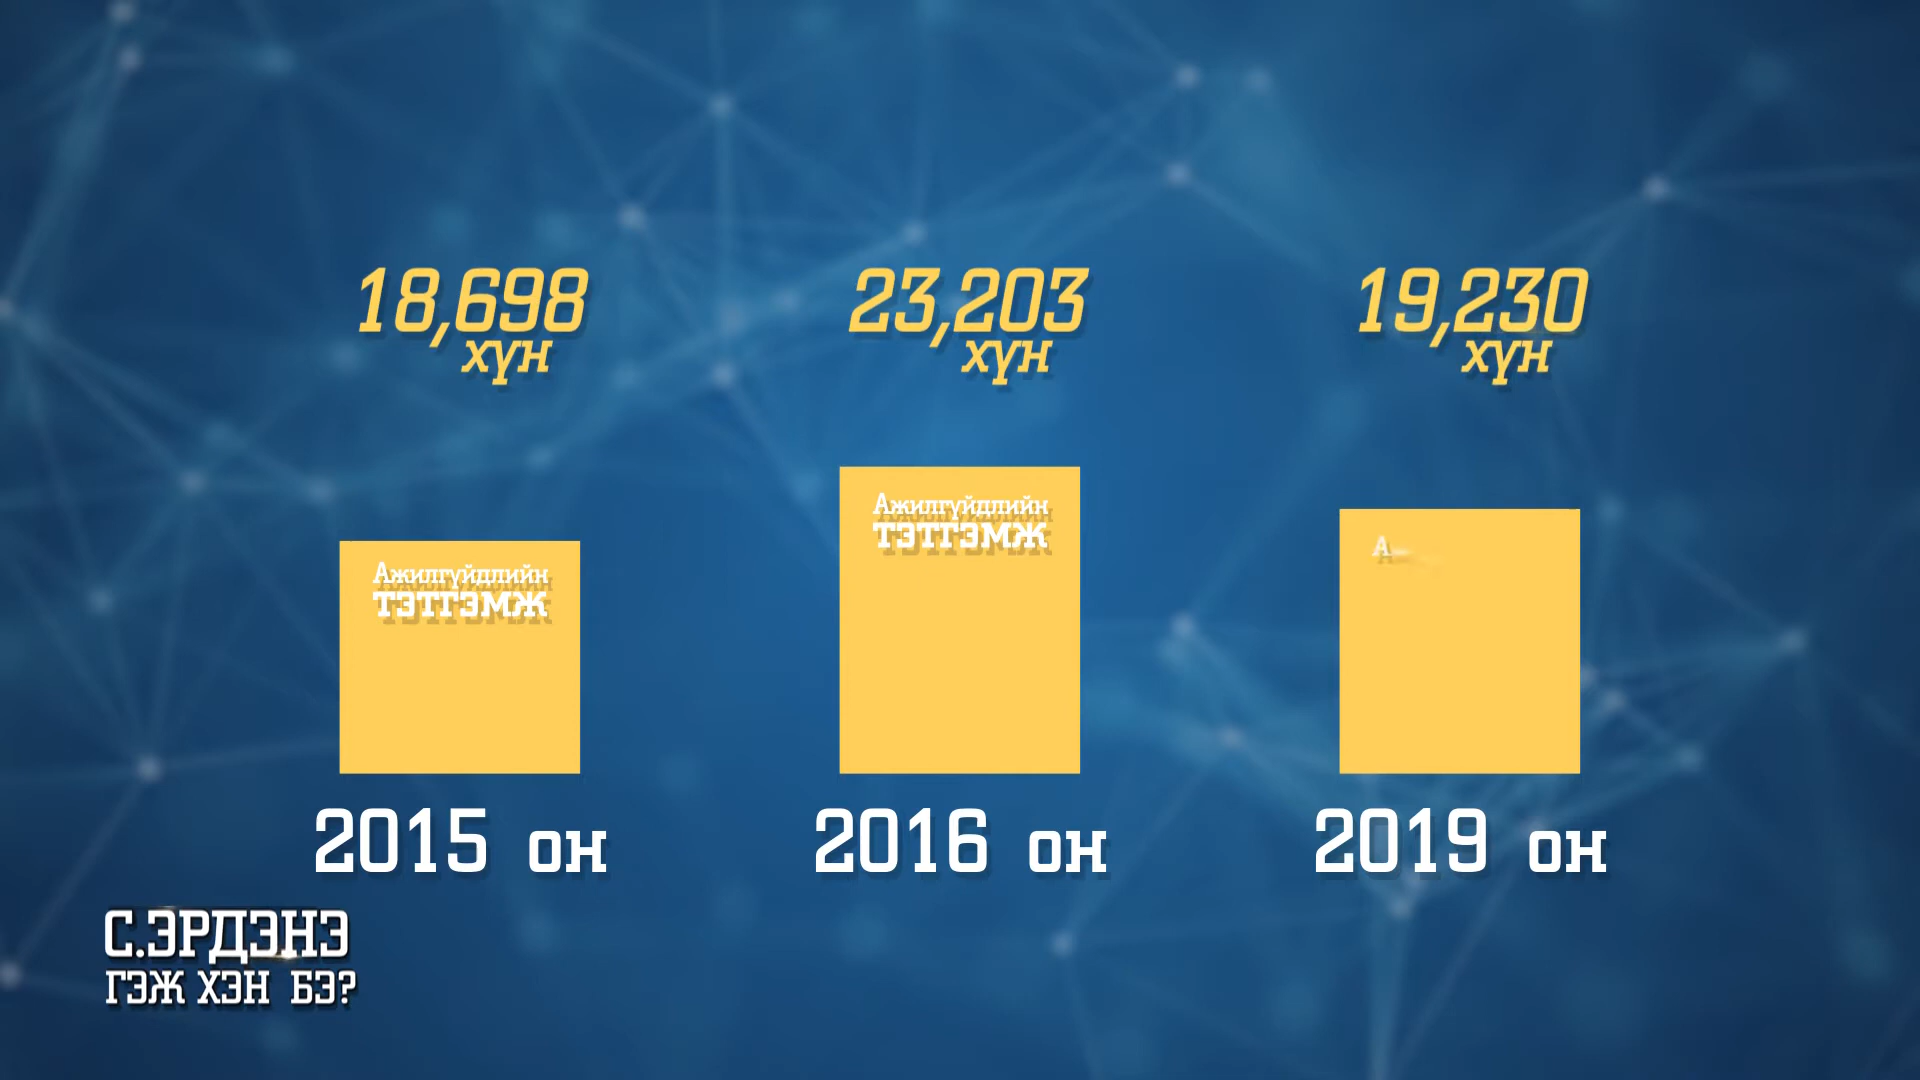 18,698
хүн
23,203
хүн
19,230
хүн
Ажилгүйдлийн
тэтгэмж
Ажилгүйдлийн
тэтгэмж
А
2015 он
2016 он
2019 он
С.ЭРДЭНЭ
ГЭЖ ХЭН БЭ?